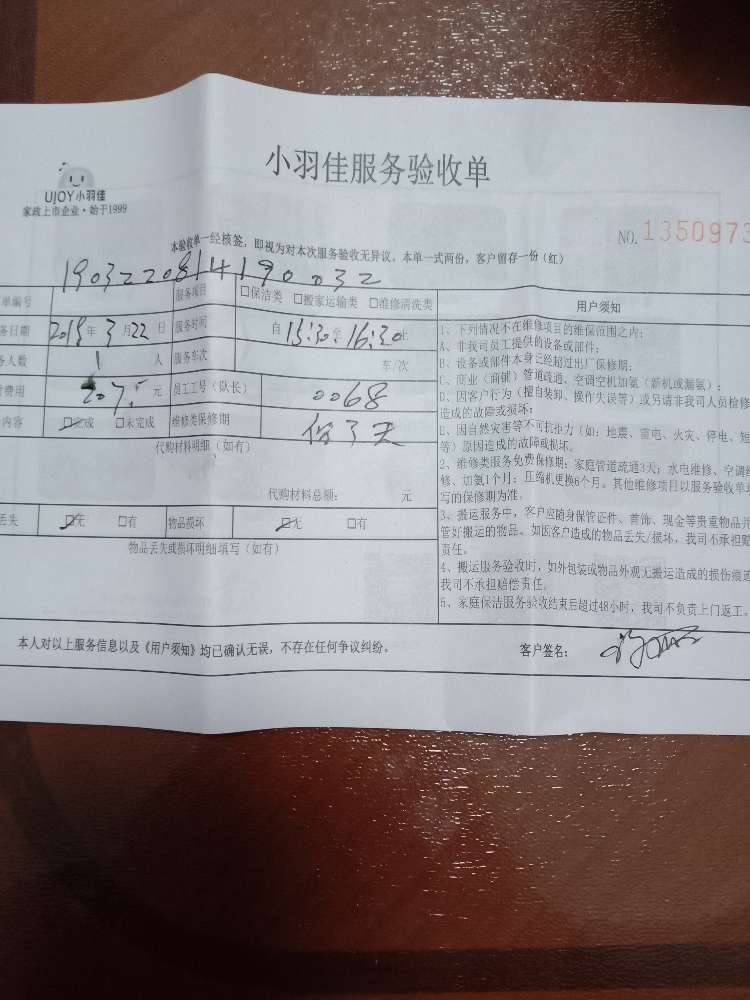 小羽佳服务验收单
UJOY小羽佳
家政上市企业·始于1999
NO. 1350973
本验收单一经核签，即视为对本次服务验收无异议。本单一式两份，客户留存一份（红）
单编号 1903220814190032
服务项目 □保洁类 □搬家运输类 □维修清洗类
务日期 2019年3月22日 服务时间 自15:30至16:30止
务人数 1 人 服务车次 车/次
费用 207. 元 员工工号（队长） 0068
内容 ☑完成 □未完成 维修类保修期
代购材料明细（如有）
代购材料总额： 元
丢失 ☑无 □有 物品损坏 ☑无 □有
物品丢失或损坏明细填写（如有）
用户须知
1、下列情况不在维修项目的维保范围之内：
A、非我司员工提供的设备或部件；
B、设备或部件本身已经超过出厂保修期；
C、商业（商铺）管道疏通、空调空机加氨（新机或漏氨）；
D、因客户行为（擅自装卸、操作失误等）或另请非我司人员检修
造成的故障或损坏；
E、因自然灾害等不可抗比力（如：地震、雷电、火灾、停电、短
等）原因造成的故障或损坏。
2、维修类服务免费保修期：家庭管道疏通3天；水电维修、空调维
修、加氨1个月；压缩机更换6个月。其他维修项目以服务验收单填
写的保修期为准。
3、搬运服务中，客户应随身保管证件、首饰、现金等贵重物品并
管好搬运的物品。如因客户造成的物品丢失/损坏，我司不承担赔
责任。
4、搬运服务验收时，如外包装或物品外观无搬运造成的损伤痕迹
我司不承担赔偿责任。
5、家庭保洁服务验收结束后超过48小时，我司不负责上门返工。
本人对以上服务信息以及《用户须知》均已确认无误，不存在任何争议纠纷。 客户签名：